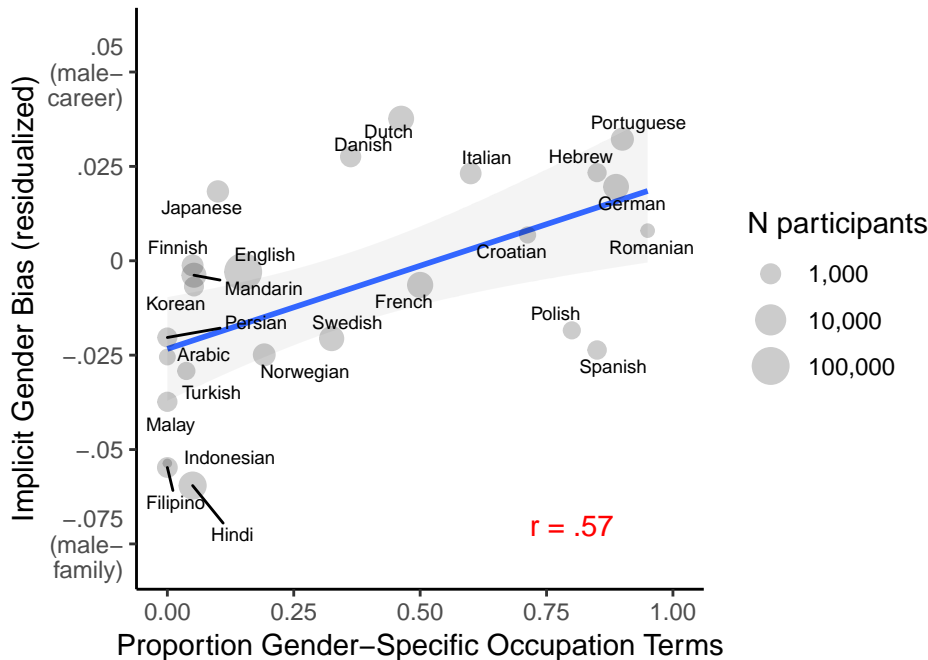 .05
(male−
career)
.025
0
−.025
−.05
−.075
(male−
family)
Implicit Gender Bias (residualized)
Dutch
Danish
Portuguese
Italian
Hebrew
Japanese
German
Finnish
English
Croatian
Romanian
Mandarin
Korean
French
Persian
Swedish
Polish
Arabic
Norwegian
Spanish
Turkish
Malay
Indonesian
Filipino
Hindi
r = .57
0.00 0.25 0.50 0.75 1.00
Proportion Gender−Specific Occupation Terms
N participants
1,000
10,000
100,000